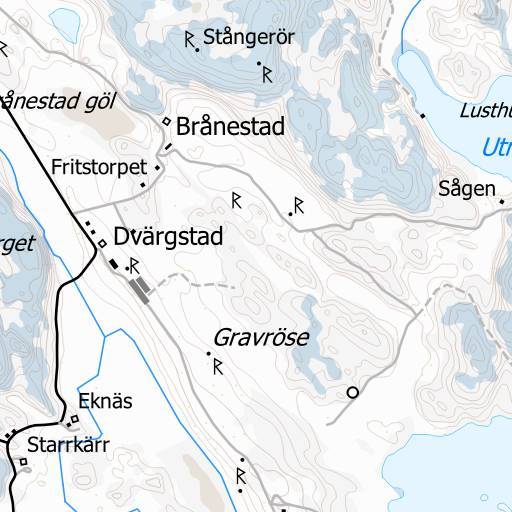 Stångerör
ånestad göl
Brånestad
Lusthu
Utr
Fritstorpet
Sågen
Dvärgstad
rget
Gravröse
Eknäs
Starrkärr